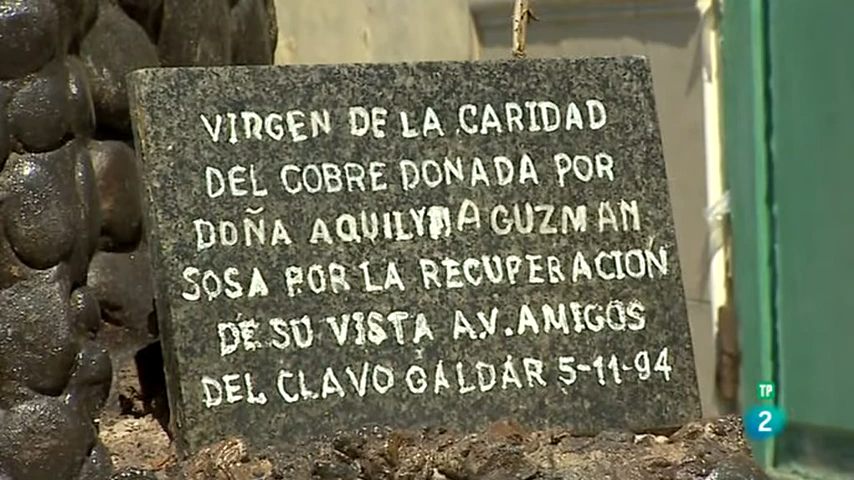 VIRGEN DE LA CARIDAD
DEL COBRE DONADA POR
DOÑA AQUILYNA GUZMAN
SOSA POR LA RECUPERACIÓN
DE SU VISTA A.V. AMIGOS
DEL CLAVO GALDAR 5-11-94
TP
2